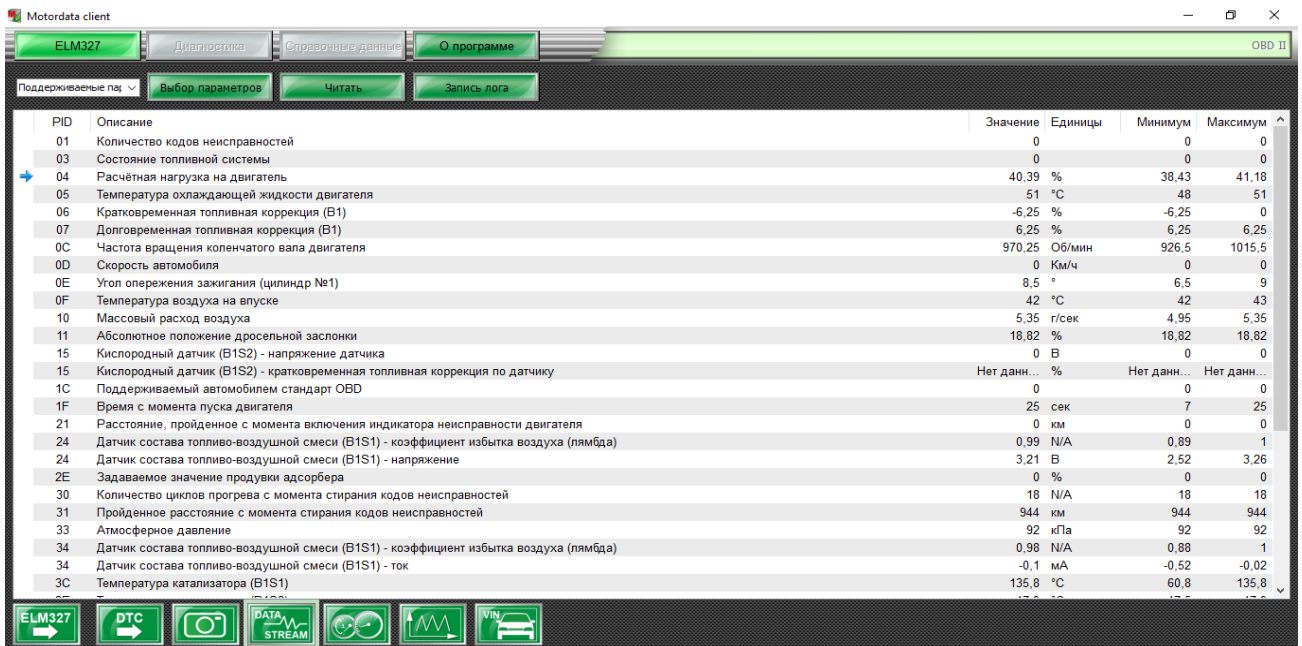 Motordata client
ELM327 Диагностика Справочные данные О программе OBD II
Поддерживаемые пар Выбор параметров Читать Запись лога
PID Описание Значение Единицы Минимум Максимум
01 Количество кодов неисправностей 0 0 0
03 Состояние топливной системы 0 0 0
04 Расчётная нагрузка на двигатель 40,39 % 38,43 41,18
05 Температура охлаждающей жидкости двигателя 51 °C 48 51
06 Кратковременная топливная коррекция (B1) -6,25 % -6,25 0
07 Долговременная топливная коррекция (B1) 6,25 % 6,25 6,25
0C Частота вращения коленчатого вала двигателя 970,25 Об/мин 926,5 1015,5
0D Скорость автомобиля 0 Км/ч 0 0
0E Угол опережения зажигания (цилиндр №1) 8,5 ° 6,5 9
0F Температура воздуха на впуске 42 °C 42 43
10 Массовый расход воздуха 5,35 г/сек 4,95 5,35
11 Абсолютное положение дросельной заслонки 18,82 % 18,82 18,82
15 Кислородный датчик (B1S2) - напряжение датчика 0 В 0 0
15 Кислородный датчик (B1S2) - кратковременная топливная коррекция по датчику Нет данн... % Нет данн... Нет данн...
1C Поддерживаемый автомобилем стандарт OBD 0 0 0
1F Время с момента пуска двигателя 25 сек 7 25
21 Расстояние, пройденное с момента включения индикатора неисправности двигателя 0 км 0 0
24 Датчик состава топливо-воздушной смеси (B1S1) - коэффициент избытка воздуха (лямбда) 0,99 N/A 0,89 1
24 Датчик состава топливо-воздушной смеси (B1S1) - напряжение 3,21 В 2,52 3,26
2E Задаваемое значение продувки адсорбера 0 % 0 0
30 Количество циклов прогрева с момента стирания кодов неисправностей 18 N/A 18 18
31 Пройденное расстояние с момента стирания кодов неисправностей 944 км 944 944
33 Атмосферное давление 92 кПа 92 92
34 Датчик состава топливо-воздушной смеси (B1S1) - коэффициент избытка воздуха (лямбда) 0,98 N/A 0,88 1
34 Датчик состава топливо-воздушной смеси (B1S1) - ток -0,1 мА -0,52 -0,02
3C Температура катализатора (B1S1) 135,8 °C 60,8 135,8
ELM327 DTC DATA STREAM VIN